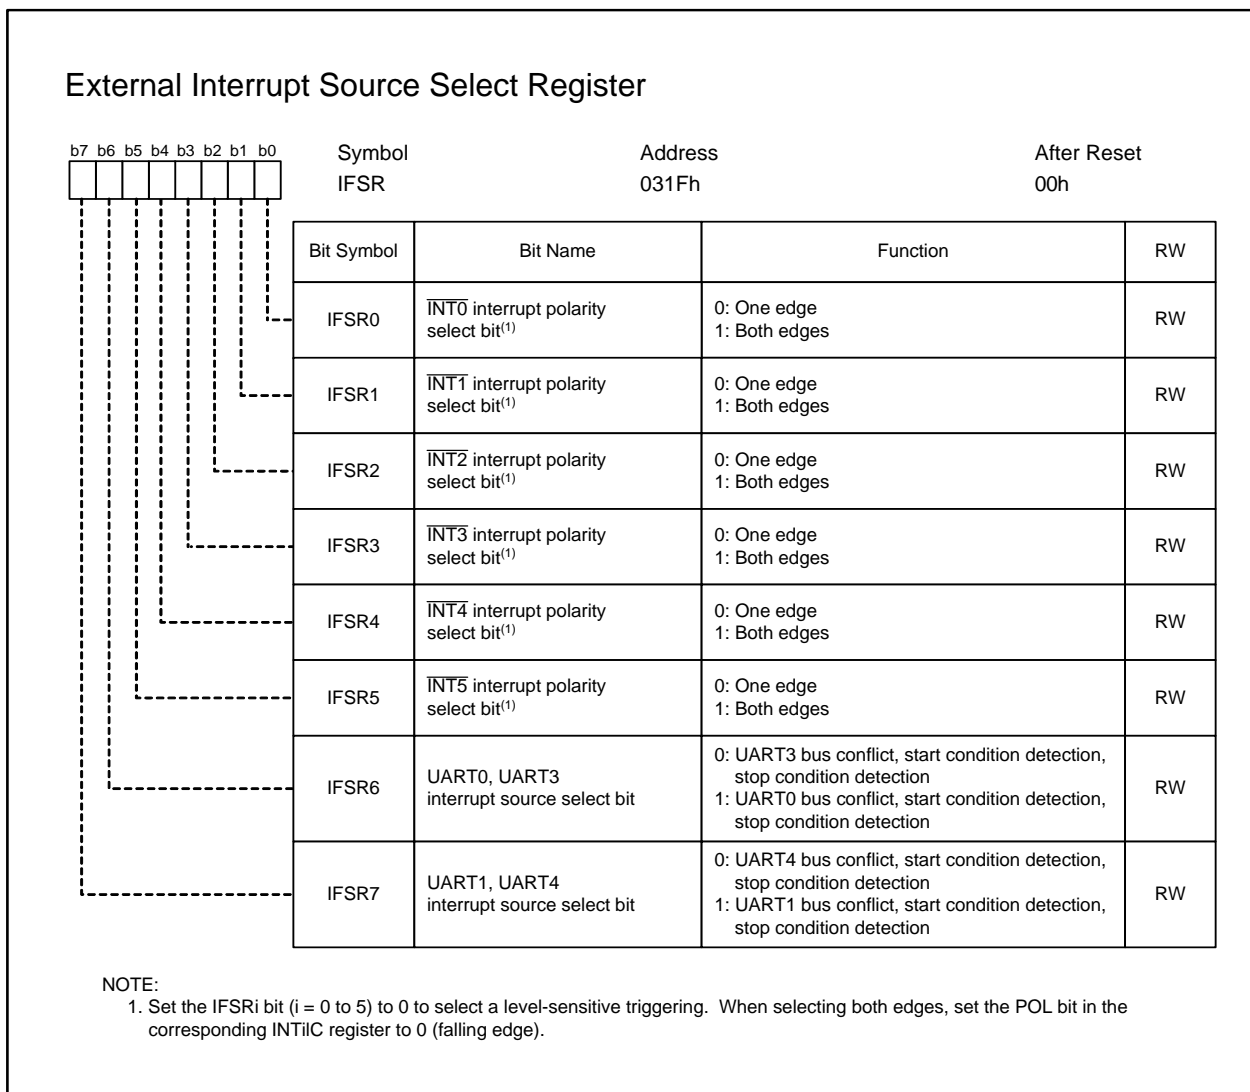 External Interrupt Source Select Register
b7 b6 b5 b4 b3 b2 b1 b0
Symbol Address After Reset
IFSR 031Fh 00h
Bit Symbol Bit Name Function RW
IFSR0 INT0 interrupt polarity select bit(1) 0: One edge RW
1: Both edges
IFSR1 INT1 interrupt polarity select bit(1) 0: One edge RW
1: Both edges
IFSR2 INT2 interrupt polarity select bit(1) 0: One edge RW
1: Both edges
IFSR3 INT3 interrupt polarity select bit(1) 0: One edge RW
1: Both edges
IFSR4 INT4 interrupt polarity select bit(1) 0: One edge RW
1: Both edges
IFSR5 INT5 interrupt polarity select bit(1) 0: One edge RW
1: Both edges
IFSR6 UART0, UART3 interrupt source select bit RW
0: UART3 bus conflict, start condition detection,
stop condition detection
1: UART0 bus conflict, start condition detection,
stop condition detection
IFSR7 UART1, UART4 interrupt source select bit RW
0: UART4 bus conflict, start condition detection,
stop condition detection
1: UART1 bus conflict, start condition detection,
stop condition detection
NOTE:
1. Set the IFSRi bit (i = 0 to 5) to 0 to select a level-sensitive triggering. When selecting both edges, set the POL bit in the
corresponding INTiIC register to 0 (falling edge).